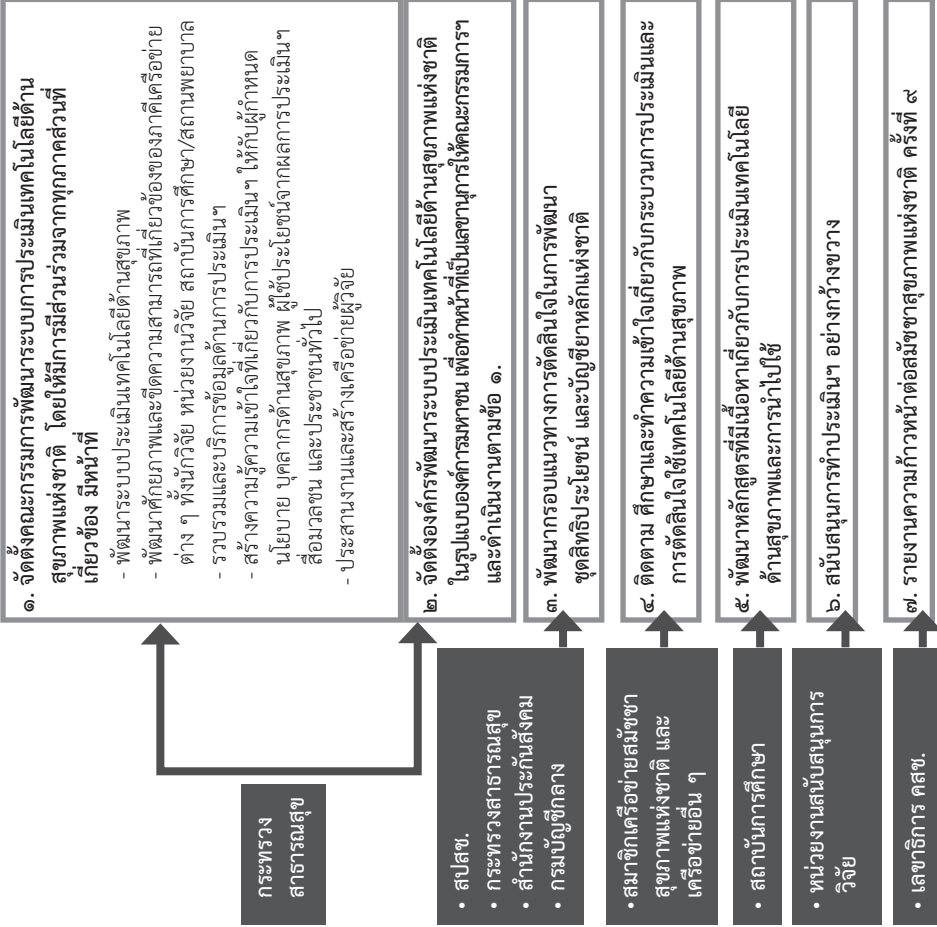 กระทรวง
สาธารณสุข
๑. จัดตั้งคณะกรรมการพัฒนาระบบการประเมินเทคโนโลยีด้าน
สุขภาพแห่งชาติ โดยให้มีการมีส่วนร่วมจากทุกภาคส่วนที่
เกี่ยวข้อง มีหน้าที่
- พัฒนาระบบประเมินเทคโนโลยีด้านสุขภาพ
- พัฒนาศักยภาพและขีดความสามารถที่เกี่ยวข้องของภาคีเครือข่าย
ต่าง ๆ ทั้งนักวิจัย หน่วยงานวิจัย สถาบันการศึกษา/สถานพยาบาล
- รวบรวมและบริการข้อมูลด้านการประเมินฯ
- สร้างความรู้ความเข้าใจที่เกี่ยวกับการประเมินฯ ให้กับผู้กำหนด
นโยบาย บุคลากรด้านสุขภาพ ผู้ใช้ประโยชน์จากผลการประเมินฯ
สื่อมวลชน และประชาชนทั่วไป
- ประสานงานและสร้างเครือข่ายผู้วิจัย
๒. จัดตั้งองค์กรพัฒนาระบบประเมินเทคโนโลยีด้านสุขภาพแห่งชาติ
ในรูปแบบองค์การมหาชน เพื่อทำหน้าที่เป็นเลขานุการให้คณะกรรมการฯ
และดำเนินงานตามข้อ ๑.
• สปสช.
• กระทรวงสาธารณสุข
• สำนักงานประกันสังคม
• กรมบัญชีกลาง
๓. พัฒนากรอบแนวทางการตัดสินใจในการพัฒนา
ชุดสิทธิประโยชน์ และบัญชียาหลักแห่งชาติ
• สมาชิกเครือข่ายสมัชชา
สุขภาพแห่งชาติ และ
เครือข่ายอื่น ๆ
๔. ติดตาม ศึกษาและทำความเข้าใจเกี่ยวกับกระบวนการประเมินและ
การตัดสินใจใช้เทคโนโลยีด้านสุขภาพ
• สถาบันการศึกษา
๕. พัฒนาหลักสูตรที่มีเนื้อหาเกี่ยวกับการประเมินเทคโนโลยี
ด้านสุขภาพและการนำไปใช้
• หน่วยงานสนับสนุนการ
วิจัย
๖. สนับสนุนการทำประเมินฯ อย่างกว้างขวาง
• เลขาธิการ คสช.
๗. รายงานความก้าวหน้าต่อสมัชชาสุขภาพแห่งชาติ ครั้งที่ ๙